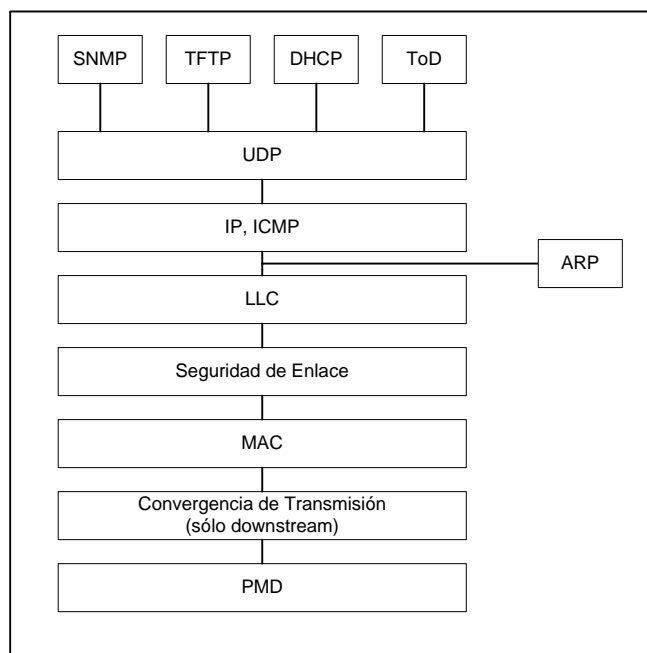 SNMP
TFTP
DHCP
ToD
UDP
IP, ICMP
ARP
LLC
Seguridad de Enlace
MAC
Convergencia de Transmisión
(sólo downstream)
PMD